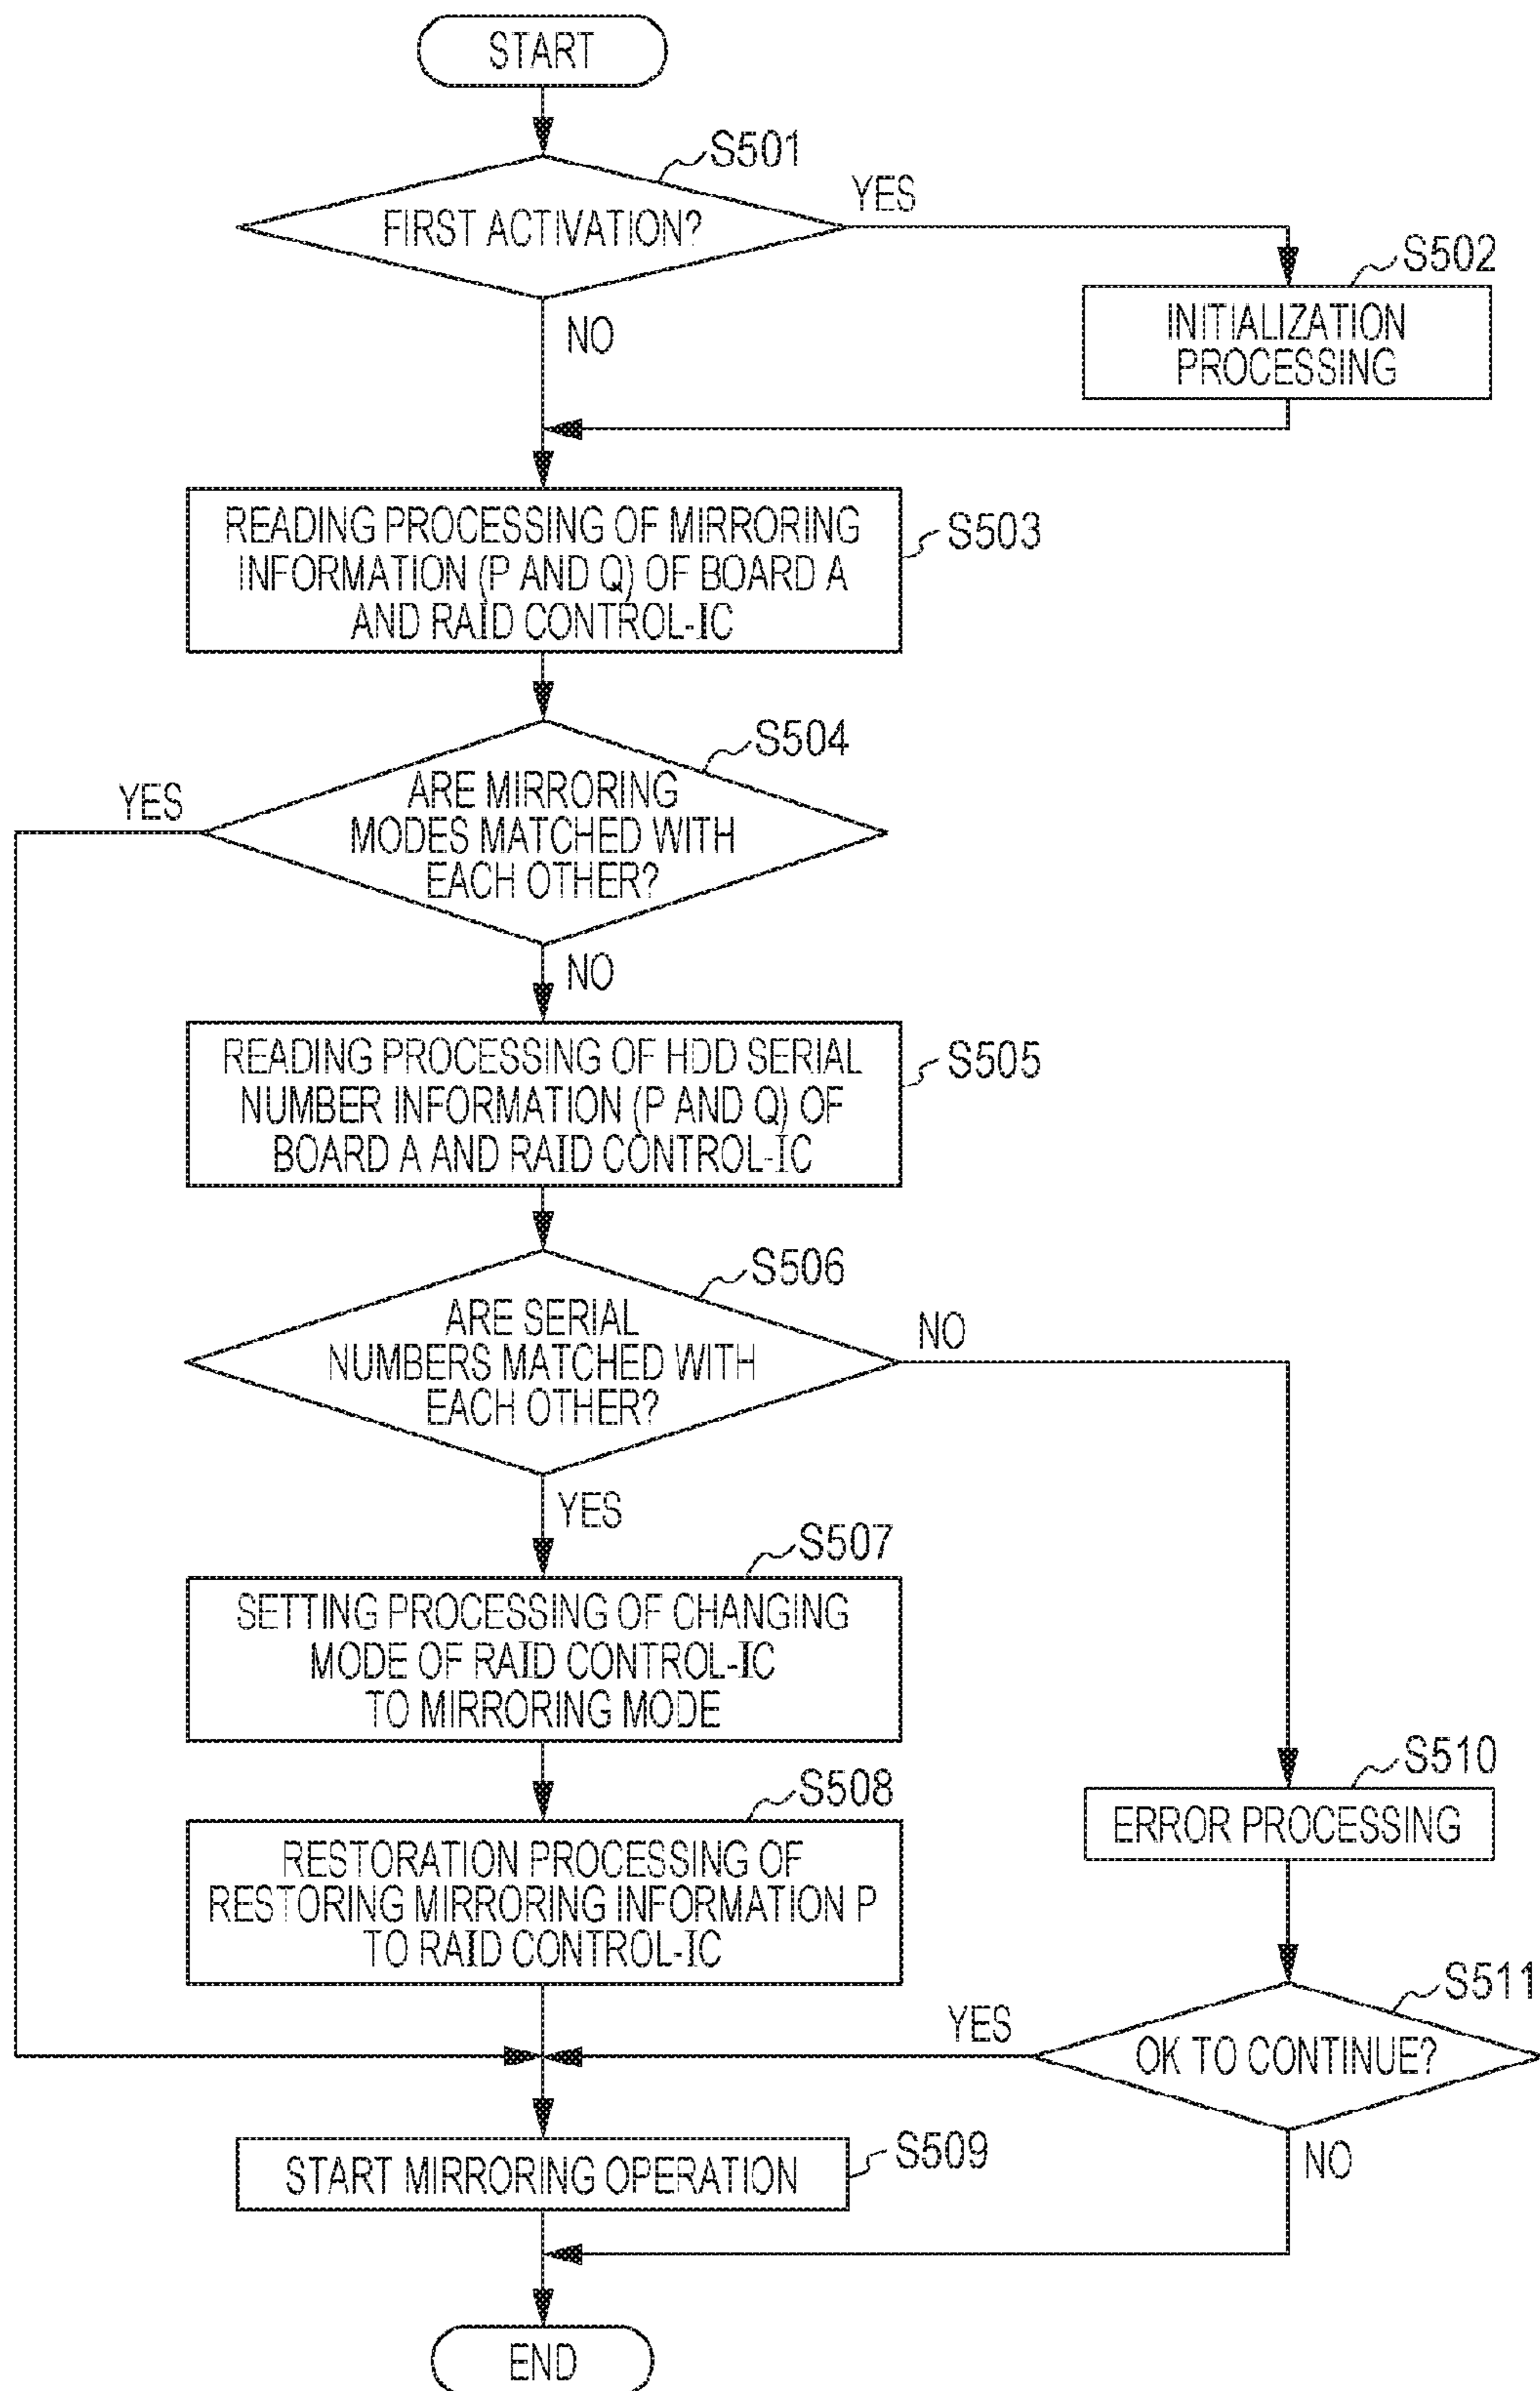 START
S501
FIRST ACTIVATION?
YES
NO
S502
INITIALIZATION
PROCESSING
READING PROCESSING OF MIRRORING
INFORMATION (P AND Q) OF BOARD A
AND RAID CONTROL-IC
S503
S504
ARE MIRRORING
MODES MATCHED WITH
EACH OTHER?
YES
NO
READING PROCESSING OF HDD SERIAL
NUMBER INFORMATION (P AND Q) OF
BOARD A AND RAID CONTROL-IC
S505
S506
ARE SERIAL
NUMBERS MATCHED WITH
EACH OTHER?
NO
YES
S507
SETTING PROCESSING OF CHANGING
MODE OF RAID CONTROL-IC
TO MIRRORING MODE
S508
RESTORATION PROCESSING OF
RESTORING MIRRORING INFORMATION P
TO RAID CONTROL-IC
S510
ERROR PROCESSING
S511
OK TO CONTINUE?
YES
NO
START MIRRORING OPERATION
S509
END